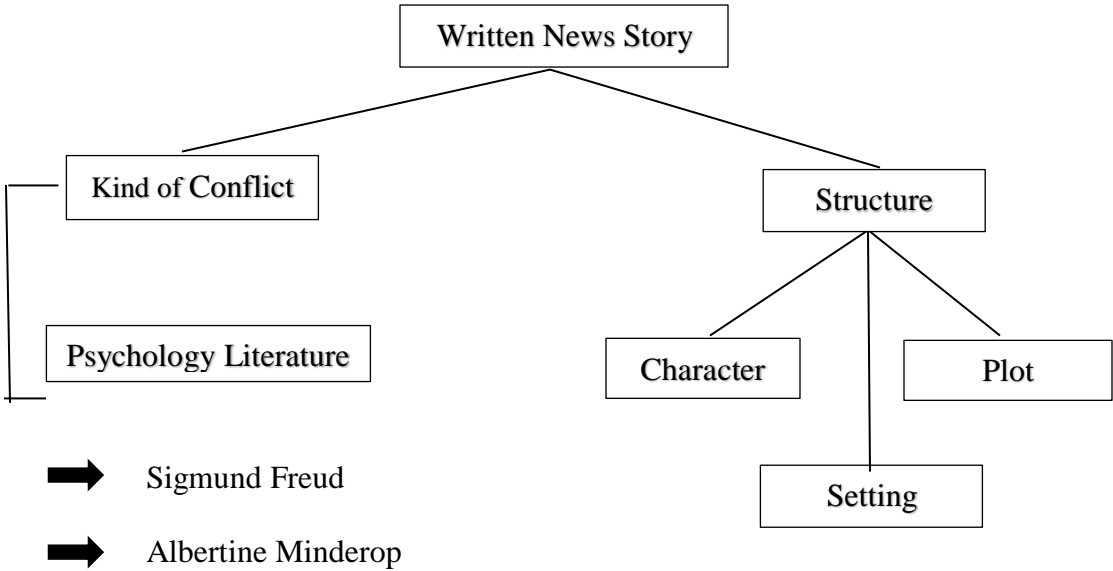 Written News Story
Kind of Conflict
Structure
Psychology Literature
Character
Plot
Sigmund Freud
Setting
Albertine Minderop